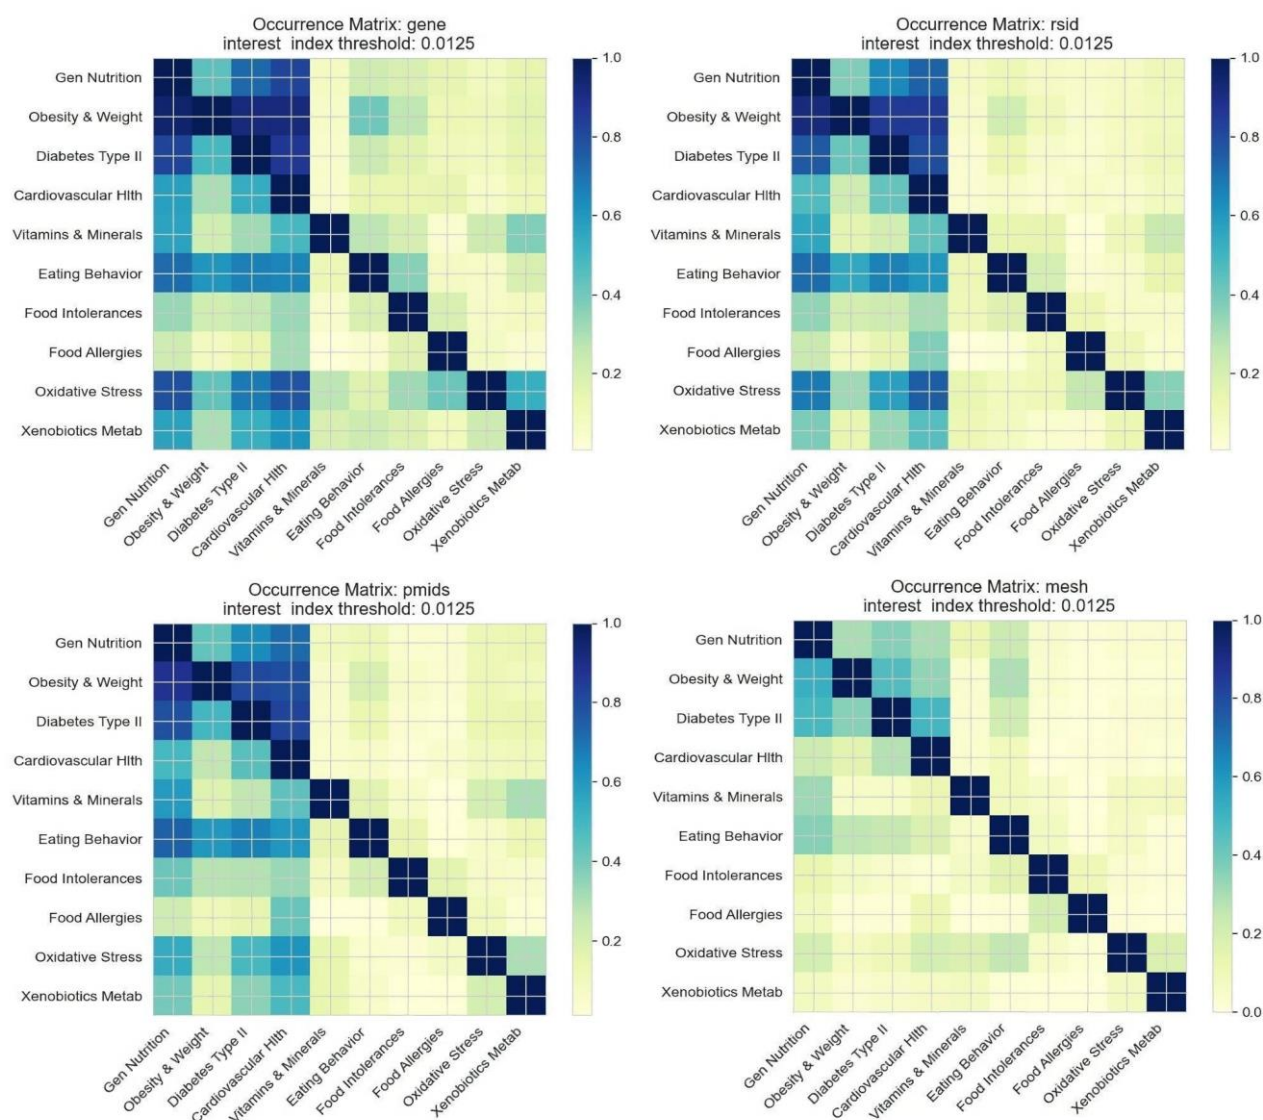 Occurrence Matrix: gene
interest index threshold: 0.0125
Gen Nutrition
Obesity & Weight
Diabetes Type II
Cardiovascular Hlth
Vitamins & Minerals
Eating Behavior
Food Intolerances
Food Allergies
Oxidative Stress
Xenobiotics Metab
Gen Nutrition
Obesity & Weight
Diabetes Type II
Cardiovascular Hlth
Vitamins & Minerals
Eating Behavior
Food Intolerances
Food Allergies
Oxidative Stress
Xenobiotics Metab
1.0
0.8
0.6
0.4
0.2
Occurrence Matrix: rsid
interest index threshold: 0.0125
Gen Nutrition
Obesity & Weight
Diabetes Type II
Cardiovascular Hlth
Vitamins & Minerals
Eating Behavior
Food Intolerances
Food Allergies
Oxidative Stress
Xenobiotics Metab
Gen Nutrition
Obesity & Weight
Diabetes Type II
Cardiovascular Hlth
Vitamins & Minerals
Eating Behavior
Food Intolerances
Food Allergies
Oxidative Stress
Xenobiotics Metab
1.0
0.8
0.6
0.4
0.2
Occurrence Matrix: pmids
interest index threshold: 0.0125
Gen Nutrition
Obesity & Weight
Diabetes Type II
Cardiovascular Hlth
Vitamins & Minerals
Eating Behavior
Food Intolerances
Food Allergies
Oxidative Stress
Xenobiotics Metab
Gen Nutrition
Obesity & Weight
Diabetes Type II
Cardiovascular Hlth
Vitamins & Minerals
Eating Behavior
Food Intolerances
Food Allergies
Oxidative Stress
Xenobiotics Metab
1.0
0.8
0.6
0.4
0.2
Occurrence Matrix: mesh
interest index threshold: 0.0125
Gen Nutrition
Obesity & Weight
Diabetes Type II
Cardiovascular Hlth
Vitamins & Minerals
Eating Behavior
Food Intolerances
Food Allergies
Oxidative Stress
Xenobiotics Metab
Gen Nutrition
Obesity & Weight
Diabetes Type II
Cardiovascular Hlth
Vitamins & Minerals
Eating Behavior
Food Intolerances
Food Allergies
Oxidative Stress
Xenobiotics Metab
1.0
0.8
0.6
0.4
0.2
0.0